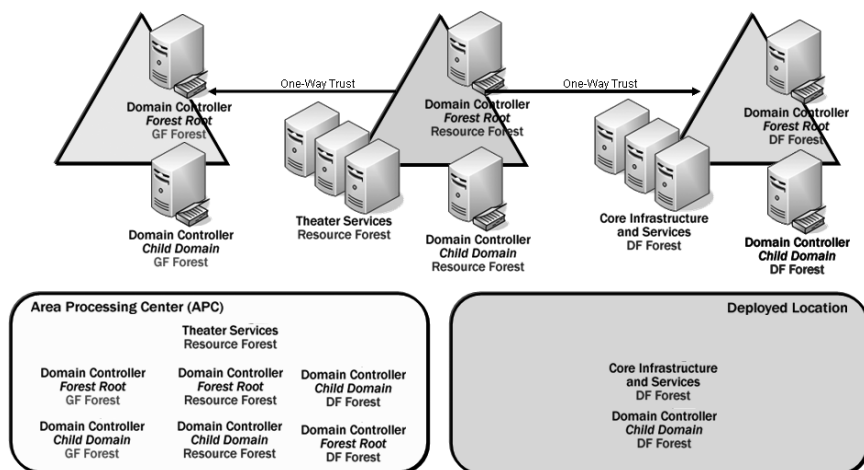 One-Way Trust
One-Way Trust
Domain Controller
Forest Root
GF Forest
Domain Controller
Forest Root
Resource Forest
Domain Controller
Forest Root
DF Forest
Domain Controller
Child Domain
GF Forest
Theater Services
Resource Forest
Domain Controller
Child Domain
Resource Forest
Core Infrastructure
and Services
DF Forest
Domain Controller
Child Domain
DF Forest
Area Processing Center (APC)
Theater Services
Resource Forest
Domain Controller
Forest Root
GF Forest
Domain Controller
Forest Root
Resource Forest
Domain Controller
Child Domain
DF Forest
Domain Controller
Child Domain
GF Forest
Domain Controller
Child Domain
Resource Forest
Domain Controller
Forest Root
DF Forest
Deployed Location
Core Infrastructure
and Services
DF Forest
Domain Controller
Child Domain
DF Forest